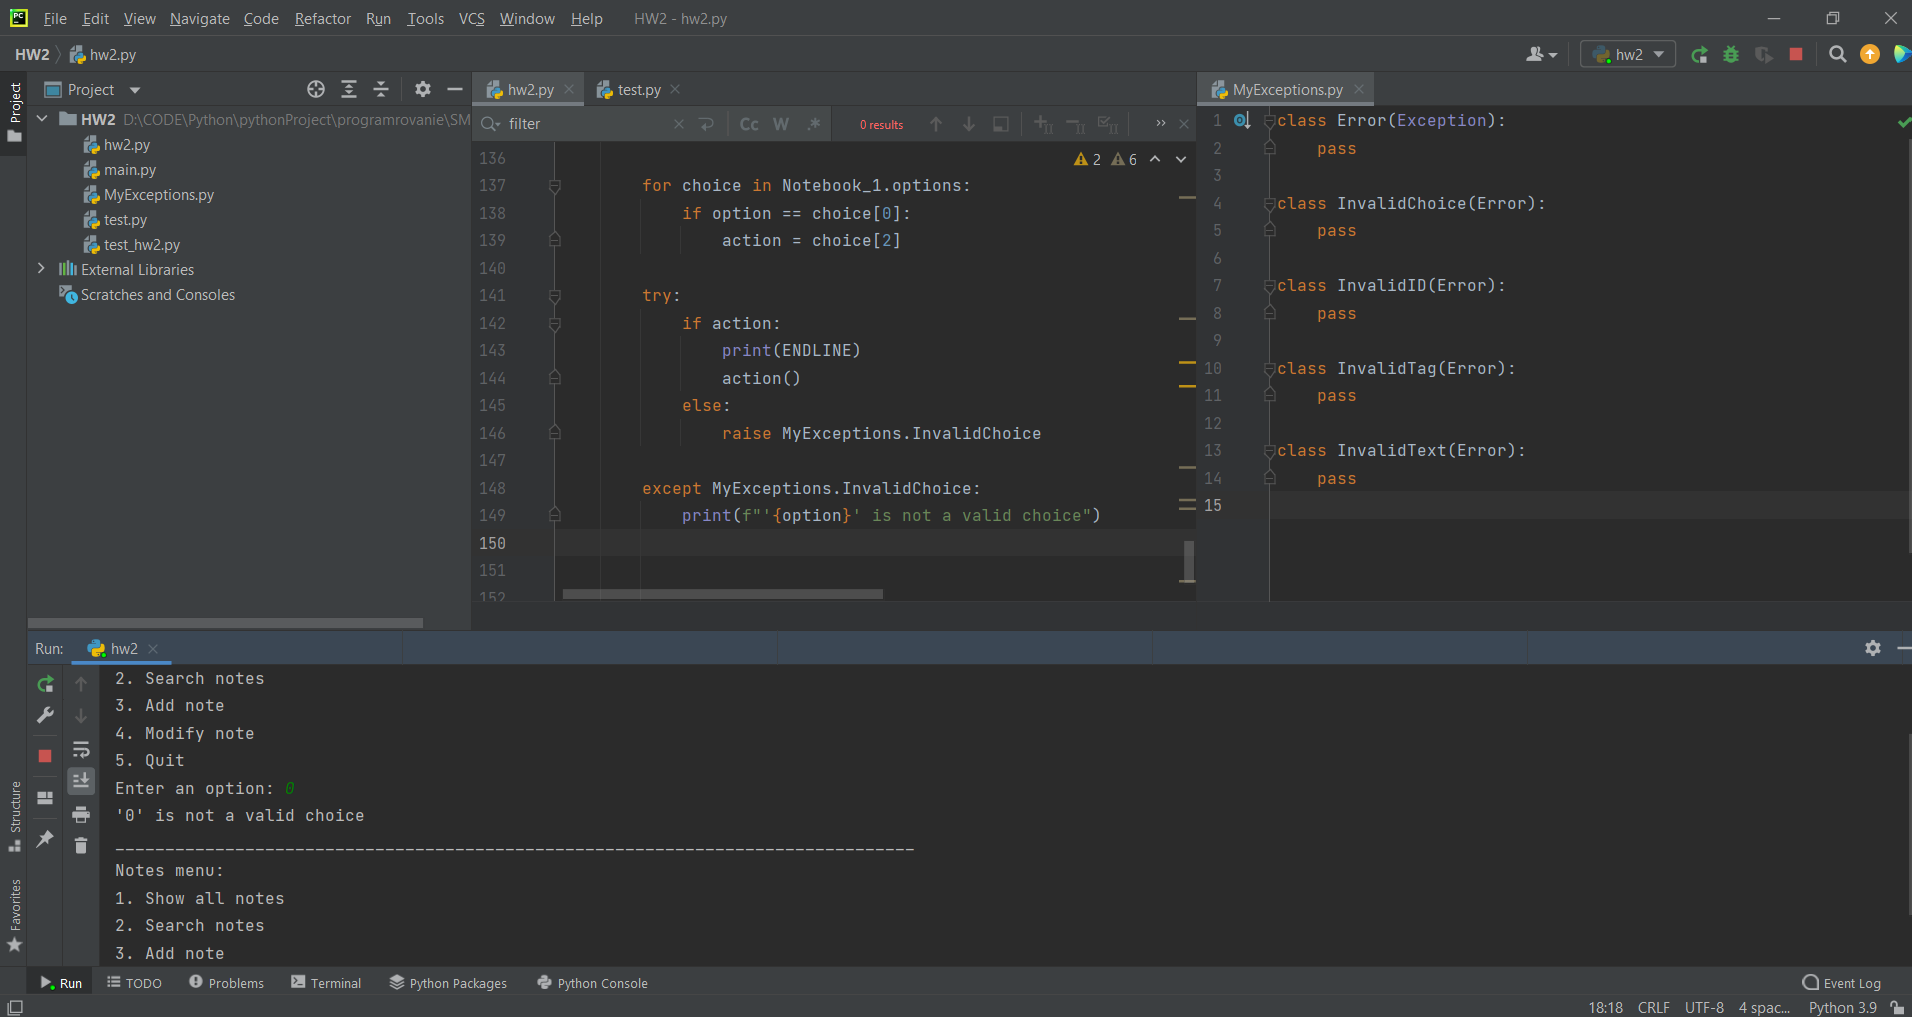 File Edit View Navigate Code Refactor Run Tools VCS Window Help HW2 - hw2.py
HW2 hw2.py
hw2
Project
Project
HW2 D:\CODE\Python\pythonProject\programrovanie\SM
hw2.py
main.py
MyExceptions.py
test.py
test_hw2.py
External Libraries
Scratches and Consoles
hw2.py test.py
filter Cc W .* 0 results
2 6
136
137 for choice in Notebook_1.options:
138 if option == choice[0]:
139 action = choice[2]
140
141 try:
142 if action:
143 print(ENDLINE)
144 action()
145 else:
146 raise MyExceptions.InvalidChoice
147
148 except MyExceptions.InvalidChoice:
149 print(f"'{option}' is not a valid choice")
150
151
152
MyExceptions.py
1 class Error(Exception):
2 pass
3
4 class InvalidChoice(Error):
5 pass
6
7 class InvalidID(Error):
8 pass
9
10 class InvalidTag(Error):
11 pass
12
13 class InvalidText(Error):
14 pass
15
Run: hw2
2. Search notes
3. Add note
4. Modify note
5. Quit
Enter an option: 0
'0' is not a valid choice
________________________________________________________________________________
Notes menu:
1. Show all notes
2. Search notes
3. Add note
Structure
Favorites
Run TODO Problems Terminal Python Packages Python Console Event Log
18:18 CRLF UTF-8 4 spac... Python 3.9